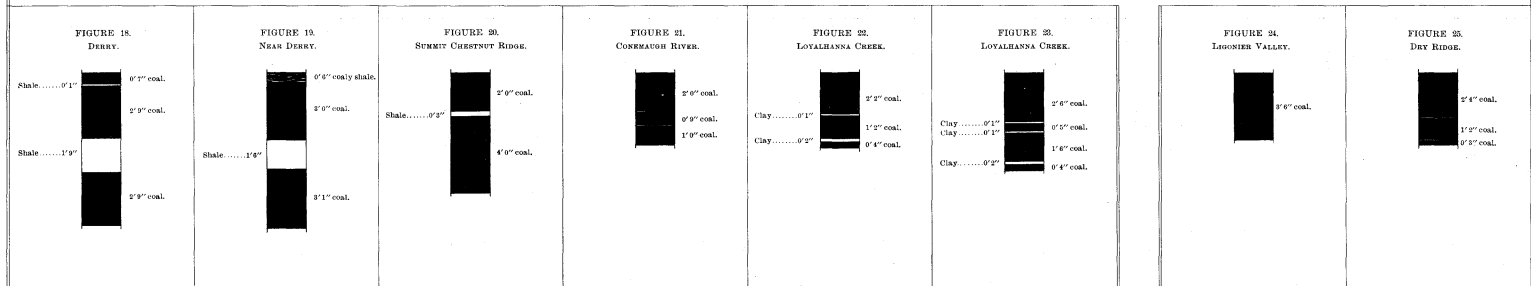 FIGURE 18.
DERRY.
0′7″ coal.
Shale.......0′1″
2′9″ coal.
Shale.......1′9″
2′9″ coal.
FIGURE 19.
NEAR DERRY.
0′6″ coaly shale.
3′0″ coal.
Shale.......1′6″
3′1″ coal.
FIGURE 20.
SUMMIT CHESTNUT RIDGE.
2′0″ coal.
Shale.......0′3″
4′0″ coal.
FIGURE 21.
CONEMAUGH RIVER.
2′0″ coal.
0′9″ coal.
1′0″ coal.
FIGURE 22.
LOYALHANNA CREEK.
2′2″ coal.
Clay........0′1″
1′2″ coal.
Clay........0′2″
0′4″ coal.
FIGURE 23.
LOYALHANNA CREEK.
2′6″ coal.
Clay........0′1″
0′5″ coal.
Clay........0′1″
1′6″ coal.
Clay........0′2″
0′4″ coal.
FIGURE 24.
LIGONIER VALLEY.
3′6″ coal.
FIGURE 25.
DRY RIDGE.
2′4″ coal.
1′2″ coal.
0′3″ coal.